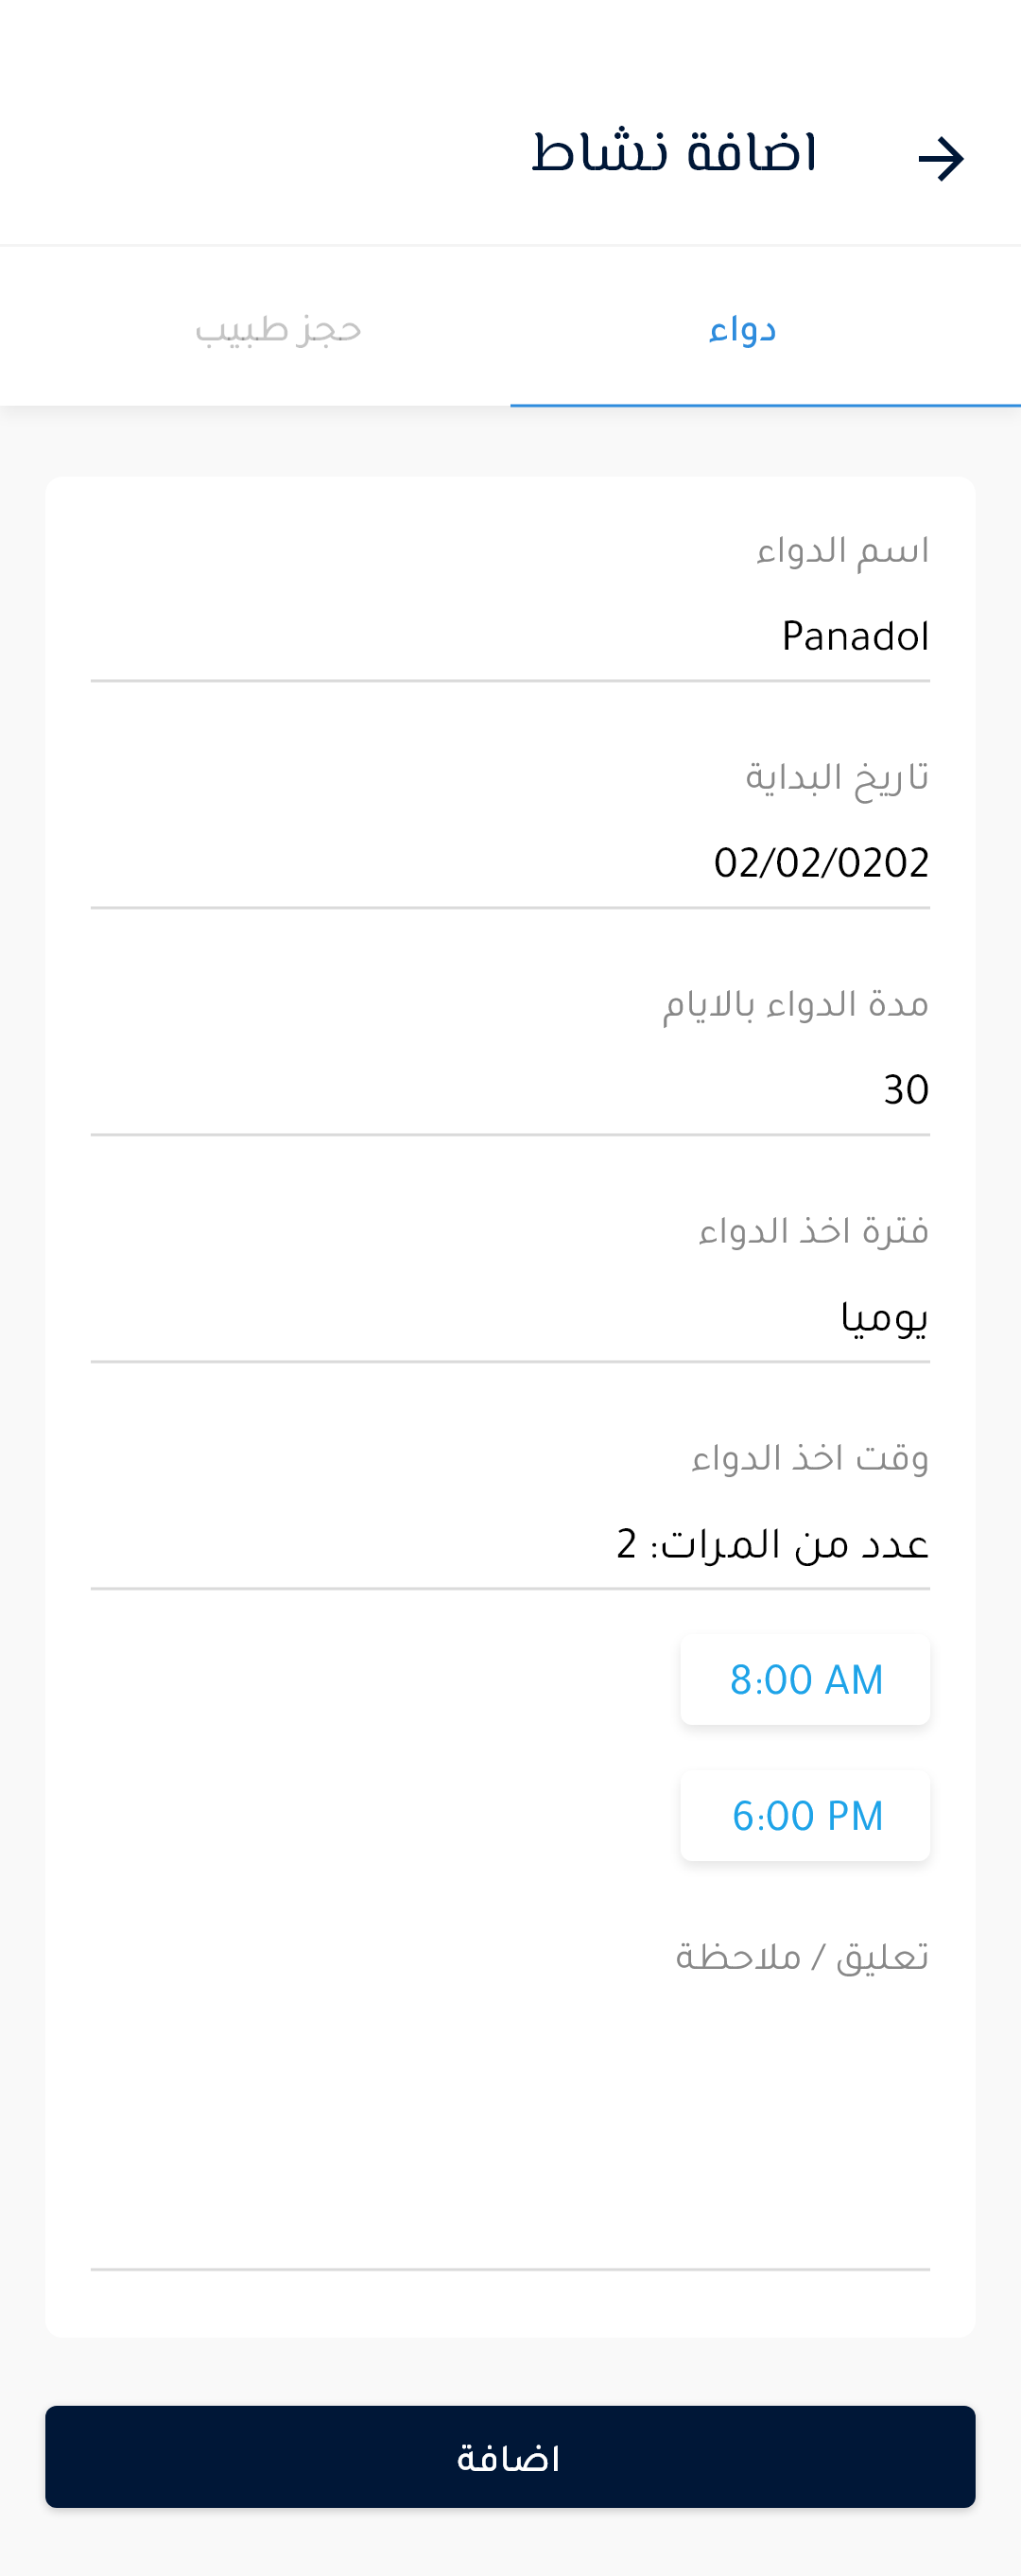 اضافة نشاط
دواء
حجز طبيب
اسم الدواء
Panadol
تاريخ البداية
02/02/0202
مدة الدواء بالايام
30
فترة اخذ الدواء
يوميا
وقت اخذ الدواء
عدد من المرات: 2
8:00 AM
6:00 PM
تعليق / ملاحظة
اضافة